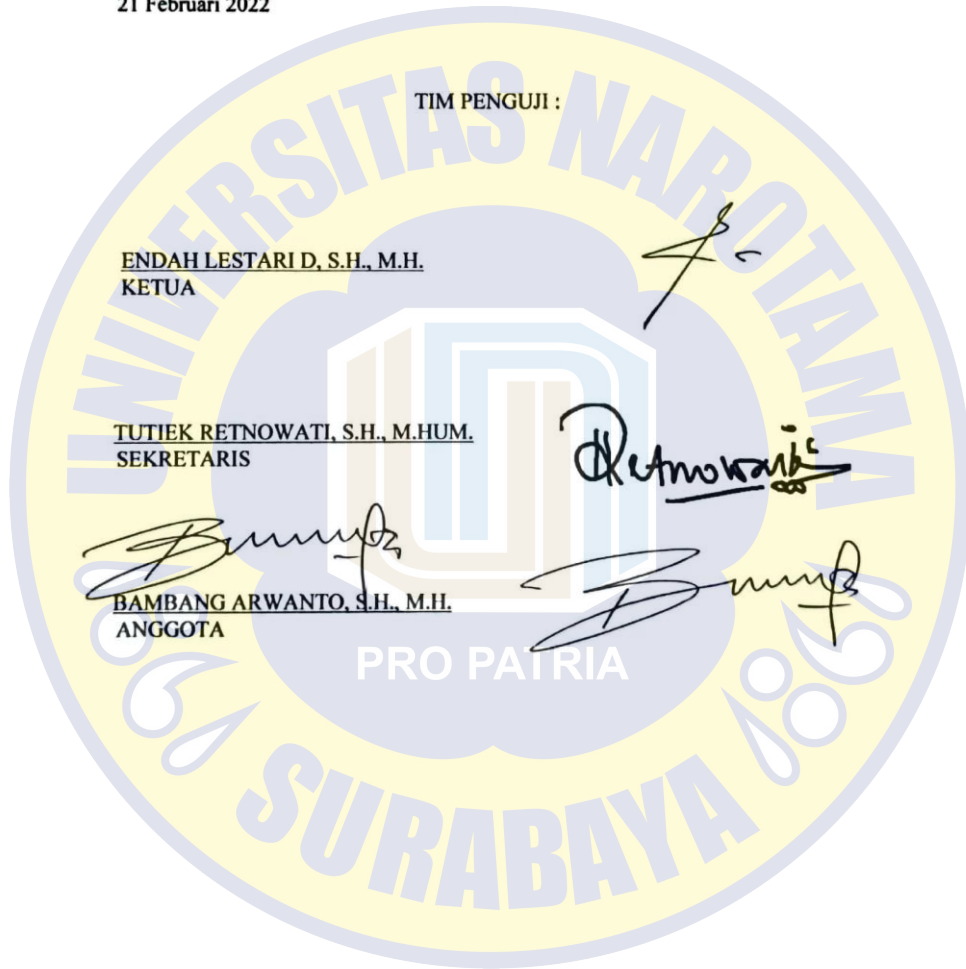 21 Februari 2022
TIM PENGUJI :
ENDAH LESTARI D, S.H., M.H.
KETUA
TUTIEK RETNOWATI, S.H., M.HUM.
SEKRETARIS
Retnowati
BAMBANG ARWANTO, S.H., M.H.
ANGGOTA
UNIVERSITAS NAROTAMA
PRO PATRIA
SURABAYA